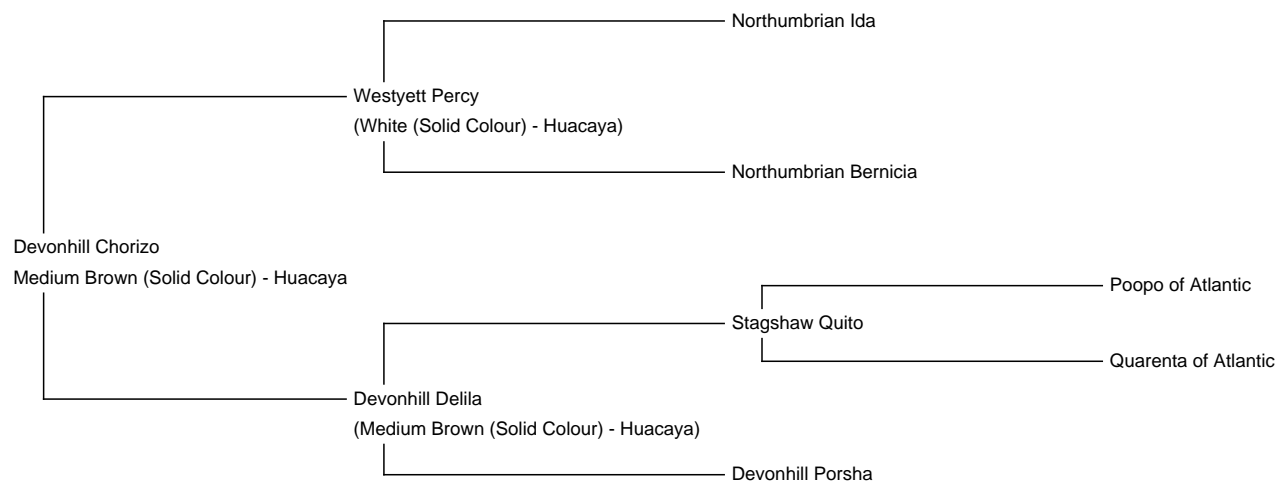 Northumbrian Ida
Westyett Percy
(White (Solid Colour) - Huacaya)
Northumbrian Bernicia
Devonhill Chorizo
Medium Brown (Solid Colour) - Huacaya
Poopo of Atlantic
Stagshaw Quito
Quarenta of Atlantic
Devonhill Delila
(Medium Brown (Solid Colour) - Huacaya)
Devonhill Porsha